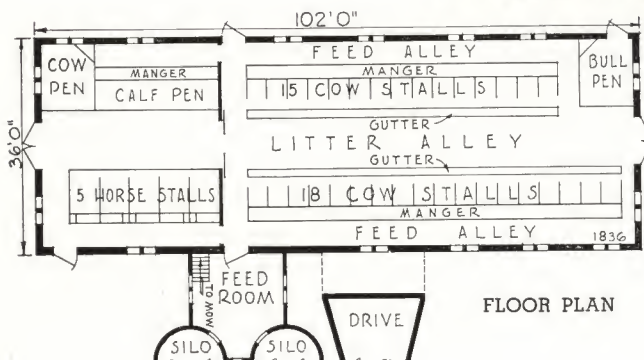 102'0"
36'0"
COW PEN
MANGER
CALF PEN
FEED ALLEY
MANGER
15 COW STALLS
BULL PEN
GUTTER
LITTER ALLEY
GUTTER
5 HORSE STALLS
18 COW STALLS
MANGER
FEED ALLEY
1836
FEED ROOM
TO MOW
DRIVE
FLOOR PLAN
SILO
SILO